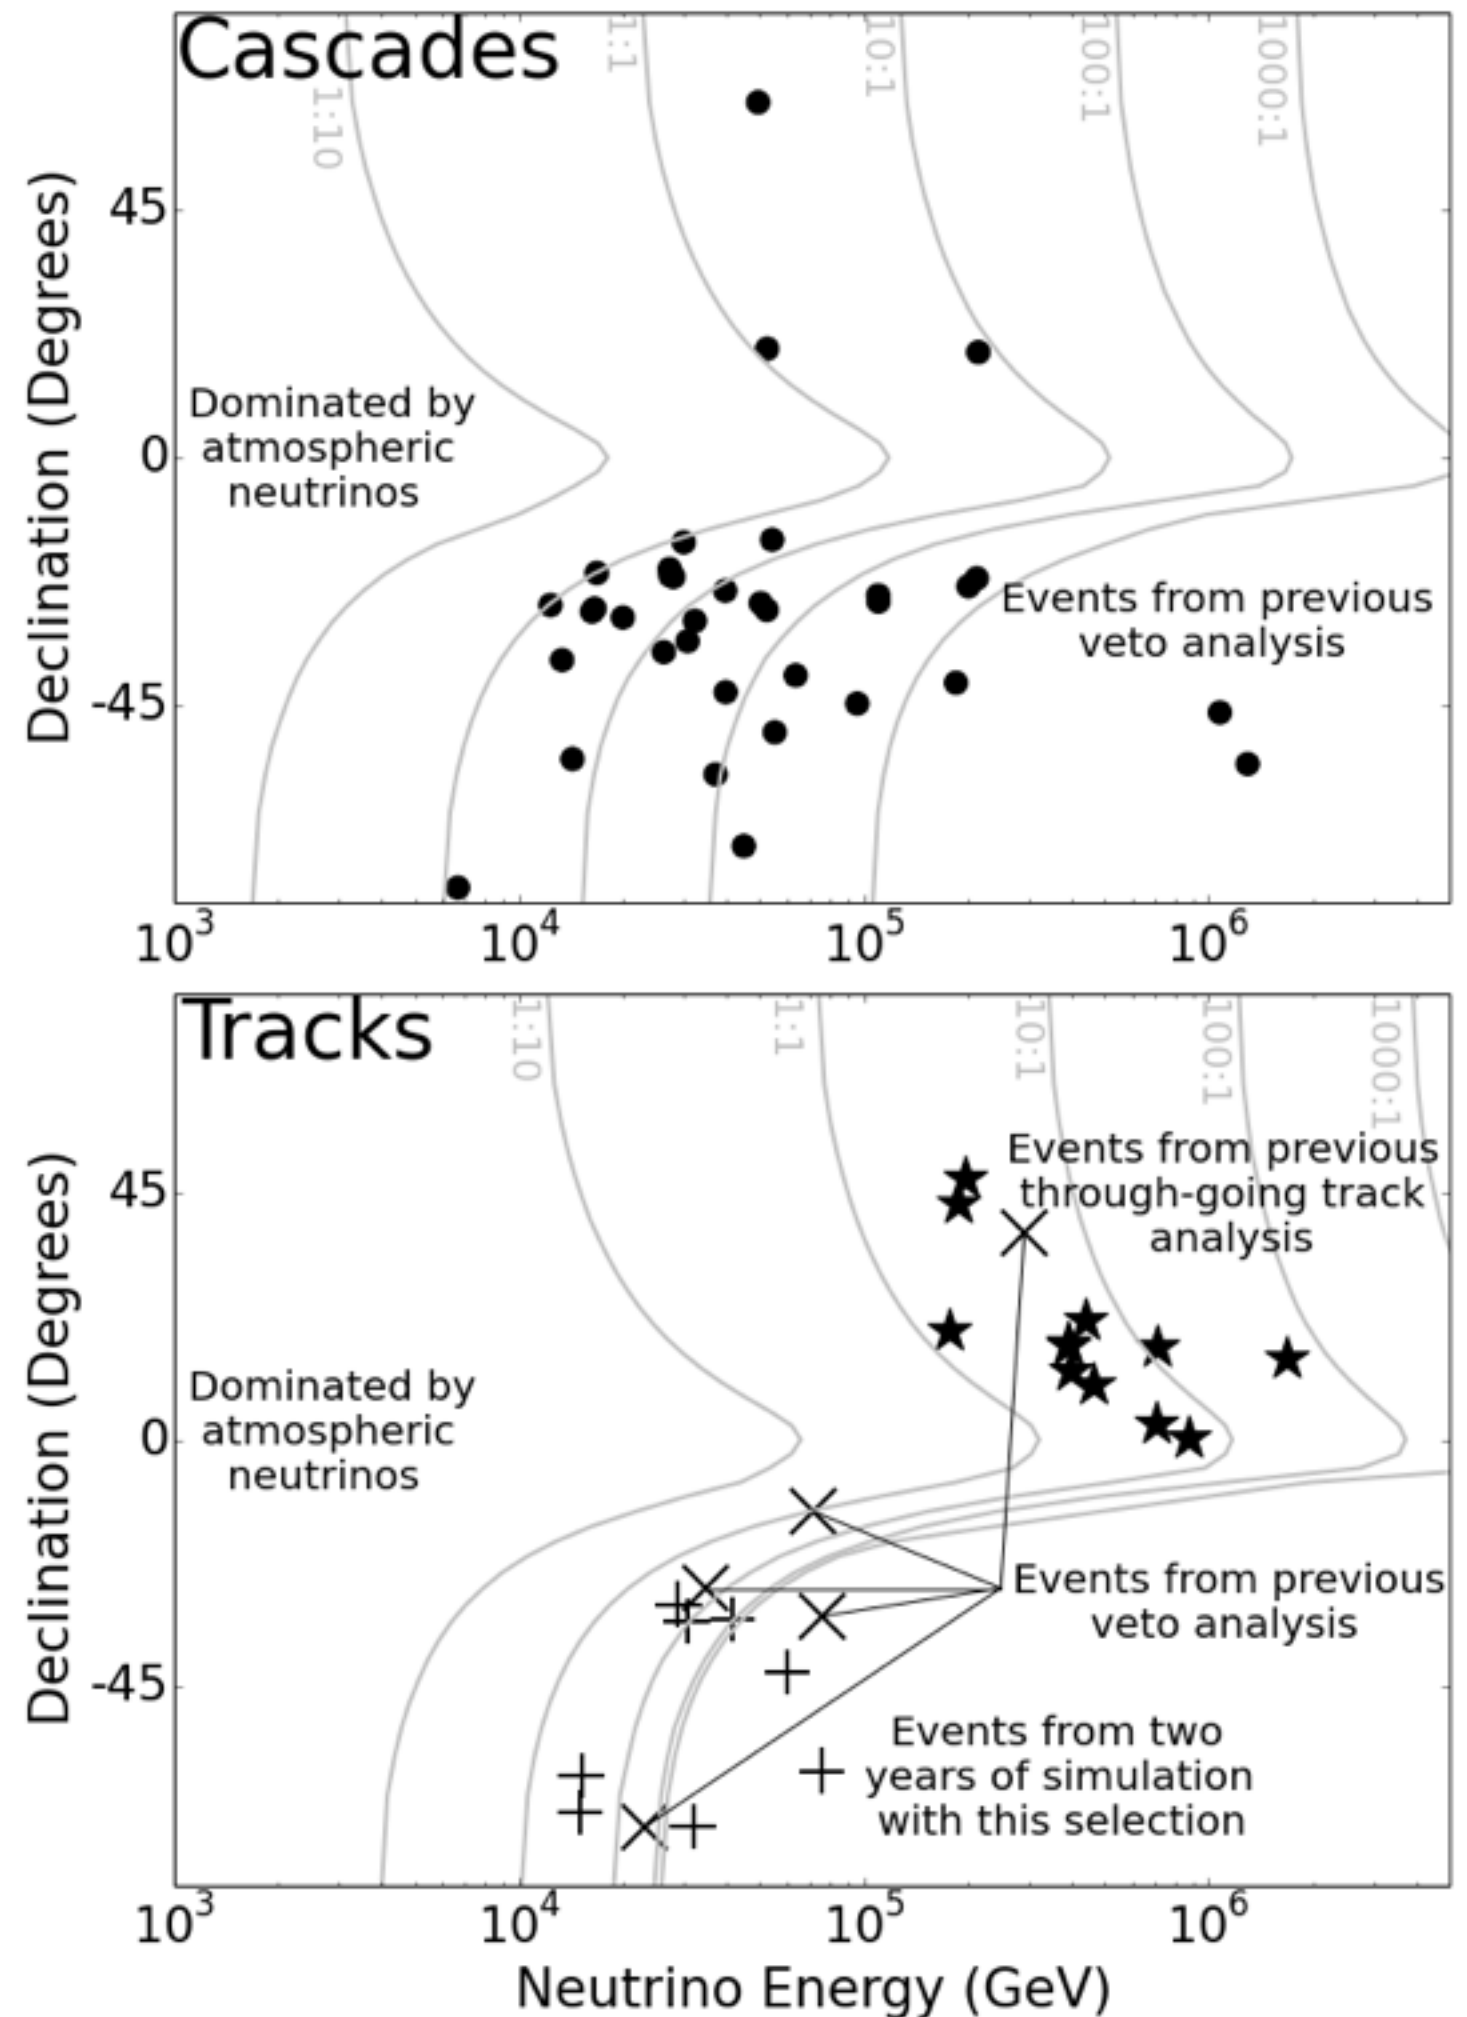 Cascades
1:10
1:1
10:1
100:1
1000:1
Declination (Degrees)
45
0
-45
Dominated by
atmospheric
neutrinos
Events from previous
veto analysis
10³
10⁴
10⁵
10⁶
Tracks
1:10
1:1
10:1
100:1
1000:1
Declination (Degrees)
45
0
-45
Events from previous
through-going track
analysis
Dominated by
atmospheric
neutrinos
Events from previous
veto analysis
Events from two
years of simulation
with this selection
10³
10⁴
10⁵
10⁶
Neutrino Energy (GeV)